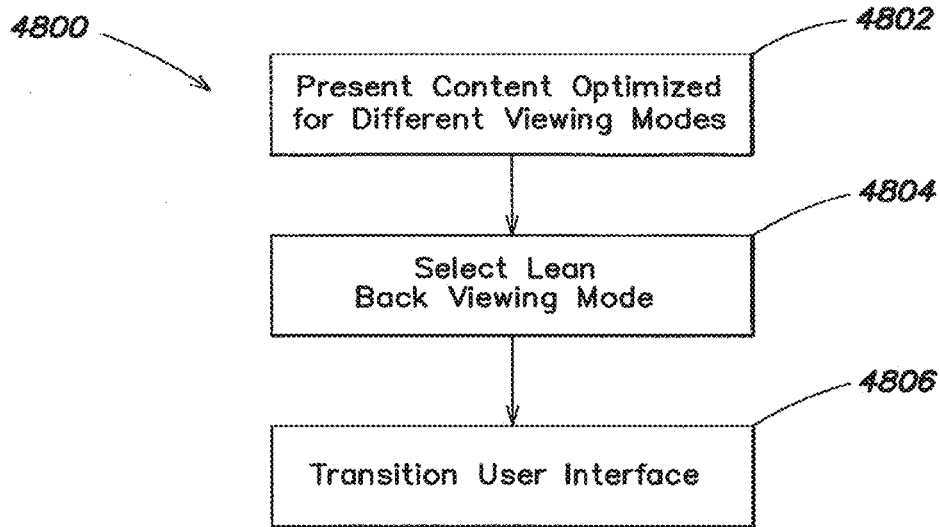 4800
4802
Present Content Optimized
for Different Viewing Modes
4804
Select Lean
Back Viewing Mode
4806
Transition User Interface